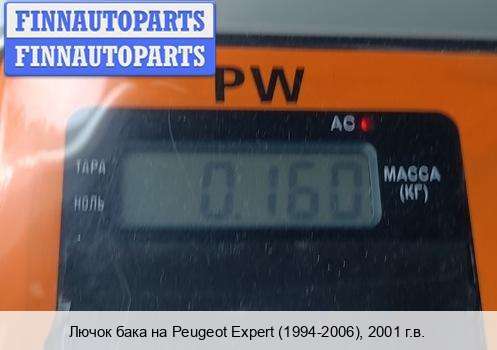 FINNAUTOPARTS
FINNAUTOPARTS
PW
AC
ТАРА
0.160
МАССА
(КГ)
НОЛЬ
Лючок бака на Peugeot Expert (1994-2006), 2001 г.в.